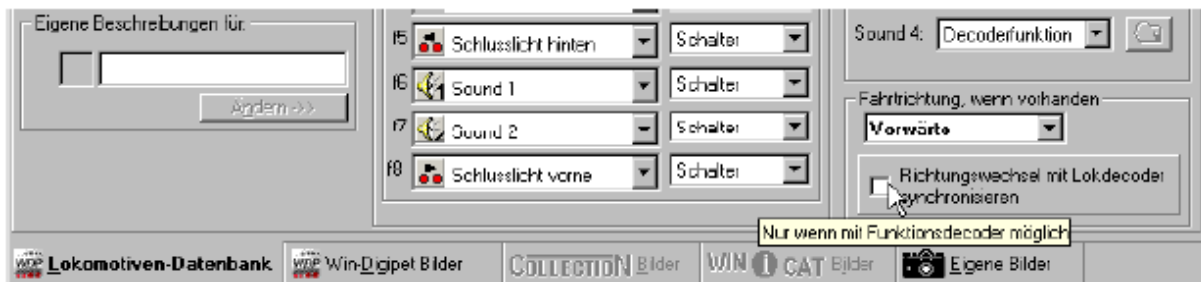 Eigene Beschreibungen für:
Ändern ->>
f5 Schlusslicht hinten Schalter
f6 Sound 1 Schalter
f7 Sound 2 Schalter
f8 Schlusslicht vorne Schalter
Sound 4: Decoderfunktion
Fahrtrichtung, wenn vorhanden
Vorwärts
Richtungswechsel mit Lokdecoder
synchronisieren
Nur wenn mit Funktionsdecoder möglich
Lokomotiven-Datenbank Win-Digipet Bilder COLLECTION Bilder WIN CAT Bilder Eigene Bilder